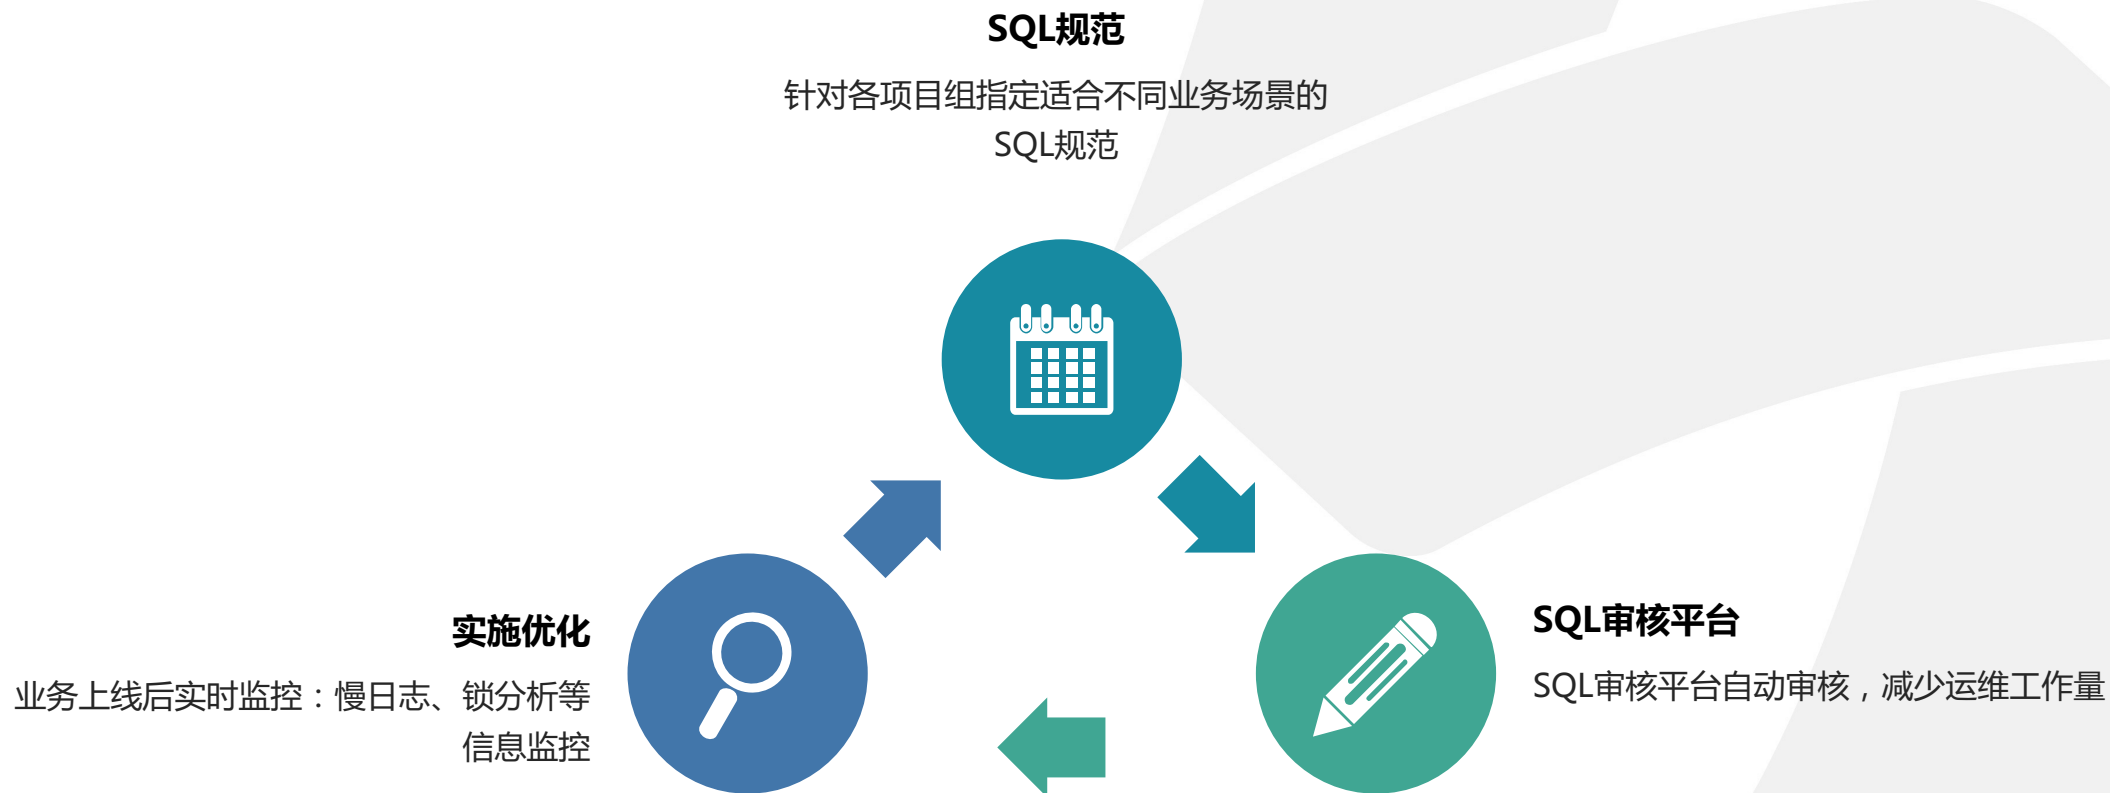 SQL规范
针对各项目组指定适合不同业务场景的
SQL规范
实施优化
业务上线后实时监控：慢日志、锁分析等
信息监控
SQL审核平台
SQL审核平台自动审核，减少运维工作量